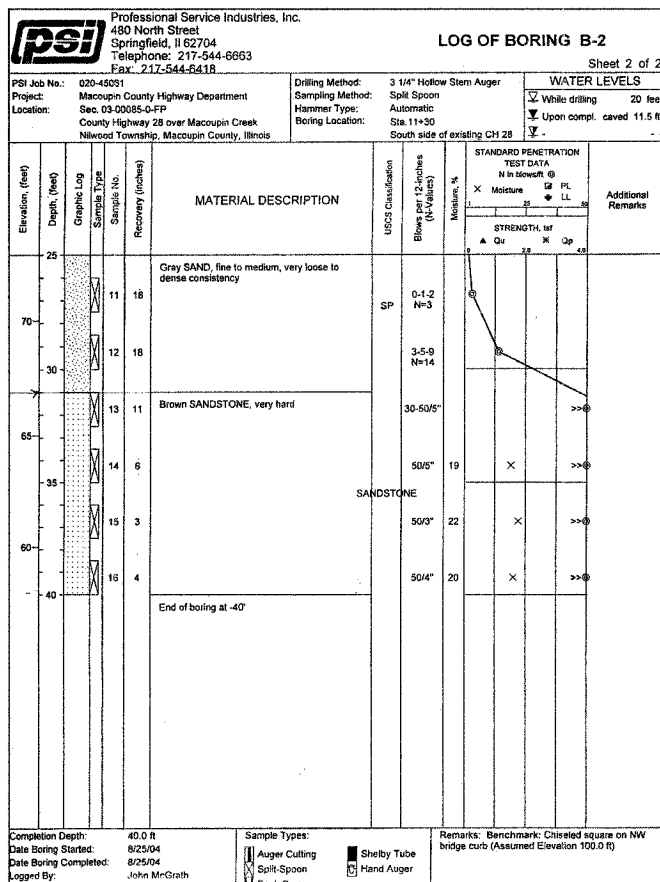 psi
Professional Service Industries, Inc.
480 North Street
Springfield, Il 62704
Telephone: 217-544-6663
Fax: 217-544-6418
LOG OF BORING B-2
Sheet 2 of 2
PSI Job No.: 020-45051
Project: Macoupin County Highway Department
Location: Sec. 03-00085-0-FP
County Highway 28 over Macoupin Creek
Nilwood Township, Macoupin County, Illinois
Drilling Method: 3 1/4" Hollow Stem Auger
Sampling Method: Split Spoon
Hammer Type: Automatic
Boring Location: Sta.11+30
South side of existing CH 28
WATER LEVELS
While drilling 20 feet
Upon compl. caved 11.5 ft
- -
Elevation, (feet)
Depth, (feet)
Graphic Log
Sample Type
Sample No.
Recovery (inches)
MATERIAL DESCRIPTION
USCS Classification
Blows per 12-inches
(N-Values)
Moisture, %
STANDARD PENETRATION
TEST DATA
N in blows/ft
Moisture PL
LL
25 50
STRENGTH, tsf
Qu Qp
2.0 4.0
Additional
Remarks
25
Gray SAND, fine to medium, very loose to
dense consistency
11 18 SP 0-1-2
N=3
70
12 18 3-5-9
N=14
30
13 11 Brown SANDSTONE, very hard 30-50/5" >>
65
14 6 50/5" 19 >>
35
SANDSTONE
15 3 50/3" 22 >>
60
16 4 50/4" 20 >>
40
End of boring at -40'
Completion Depth: 40.0 ft
Date Boring Started: 8/25/04
Date Boring Completed: 8/25/04
Logged By: John McGrath
Sample Types:
Auger Cutting Shelby Tube
Split-Spoon Hand Auger
Remarks: Benchmark: Chiseled square on NW
bridge curb (Assumed Elevation 100.0 ft)